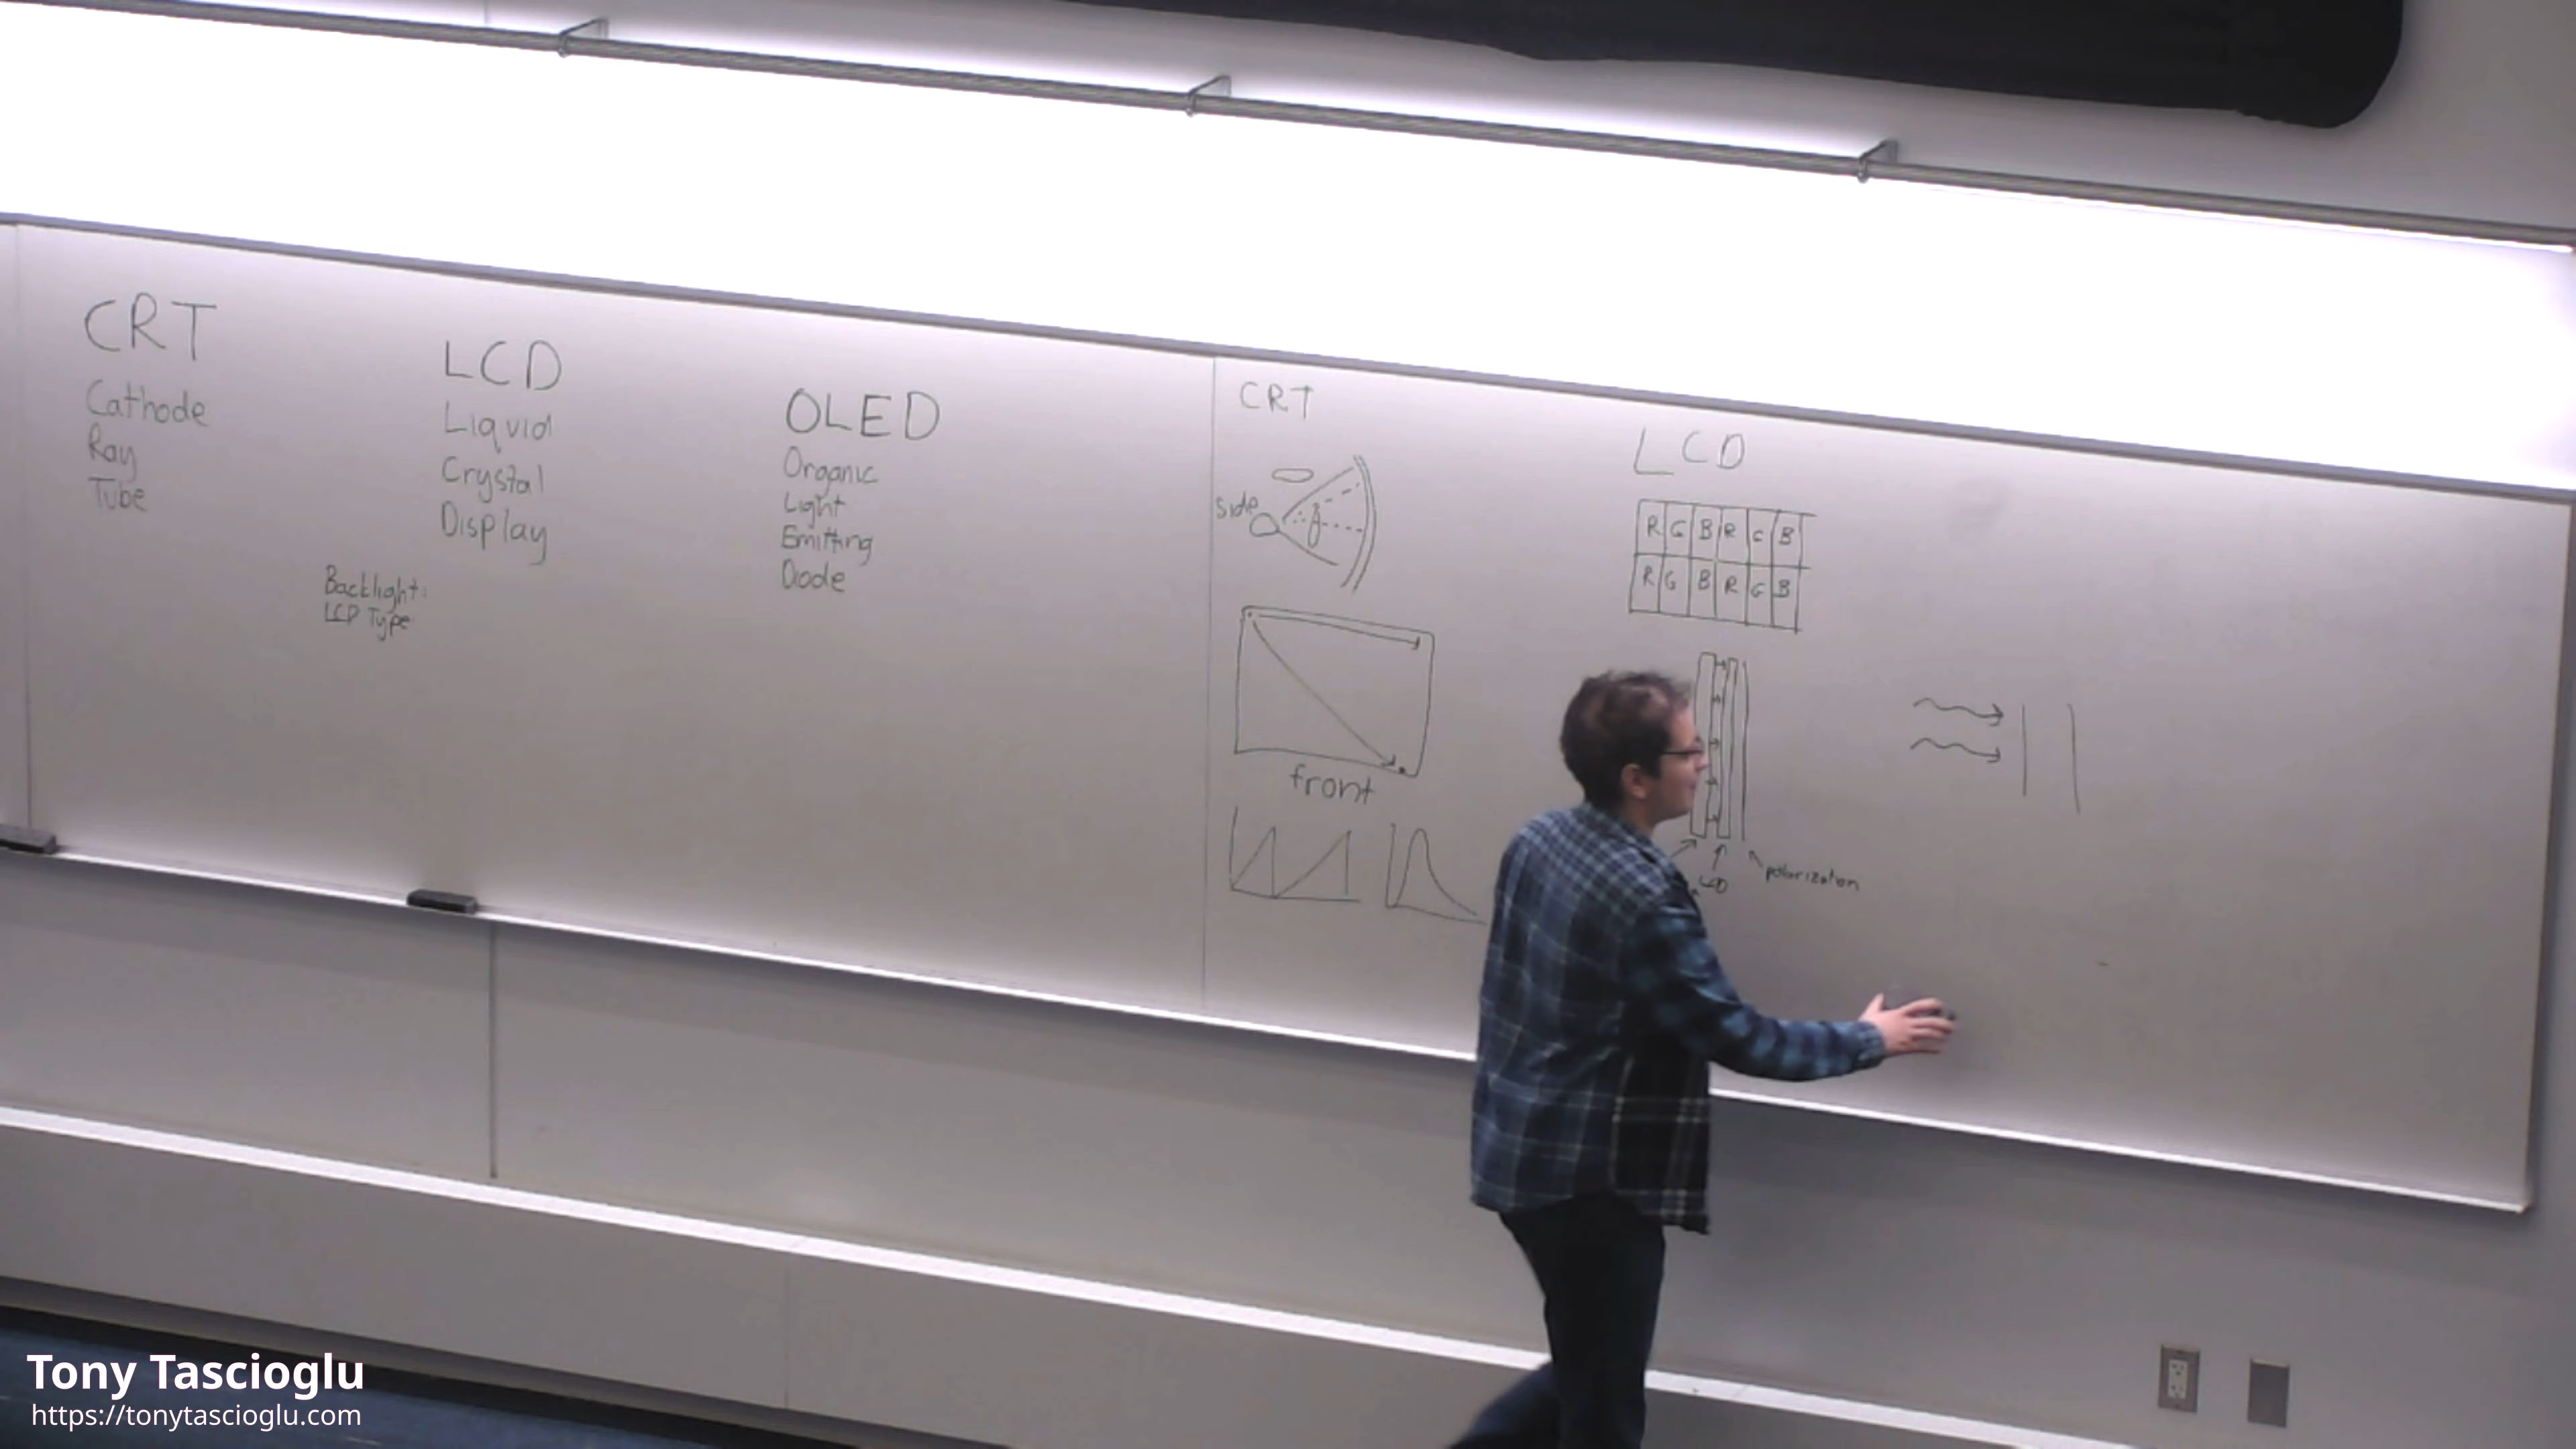 CRT
Cathode
Ray
Tube
LCD
Liquid
Crystal
Display
Backlight:
LCD Type
OLED
Organic
Light
Emitting
Diode
CRT
side
front
LCD
R G B R G B
R G B R G B
LCD
polarization
Tony Tascioglu
https://tonytascioglu.com